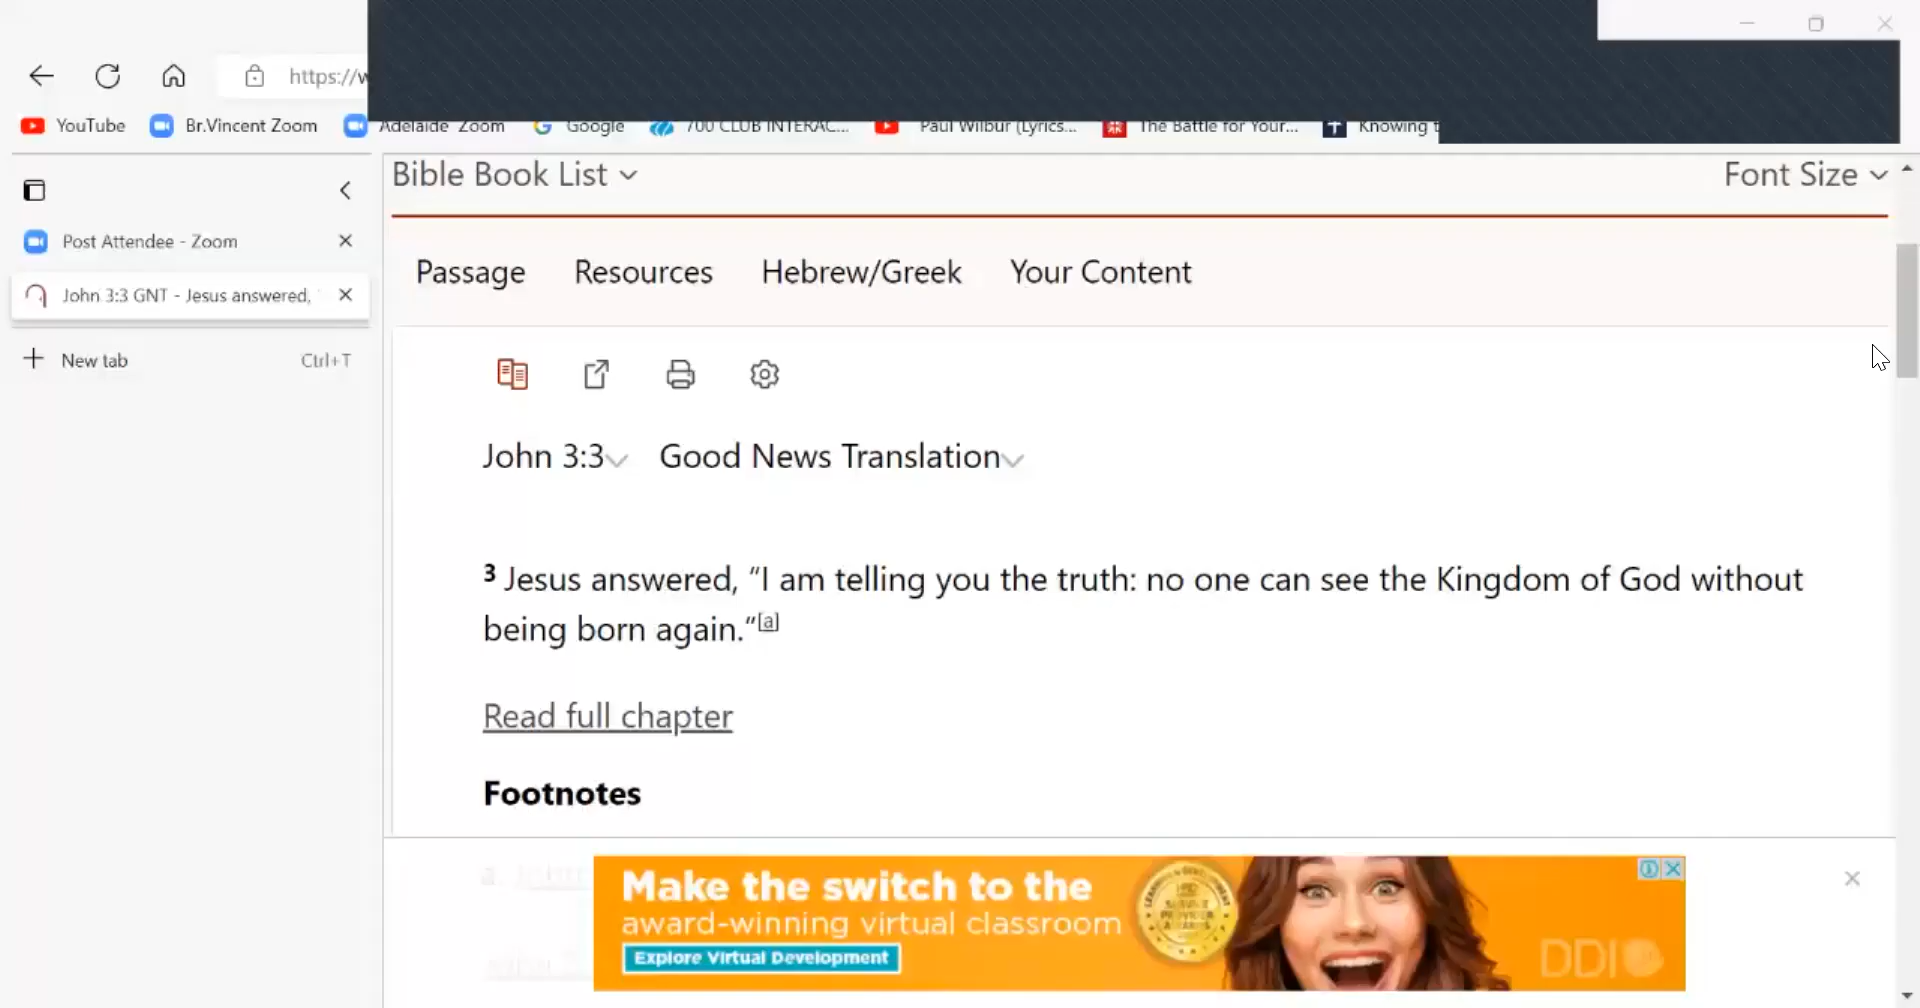 https://w
YouTube Br.Vincent Zoom Adelaide Zoom Google 700 CLUB INTERAC... Paul Wilbur (Lyrics... The Battle for Your... Knowing t
Bible Book List Font Size
Post Attendee - Zoom
John 3:3 GNT - Jesus answered,
New tab Ctrl+T
Passage Resources Hebrew/Greek Your Content
John 3:3 Good News Translation
3 Jesus answered, “I am telling you the truth: no one can see the Kingdom of God without
being born again.”[a]
Read full chapter
Footnotes
a
Make the switch to the
award-winning virtual classroom
Explore Virtual Development
DDI